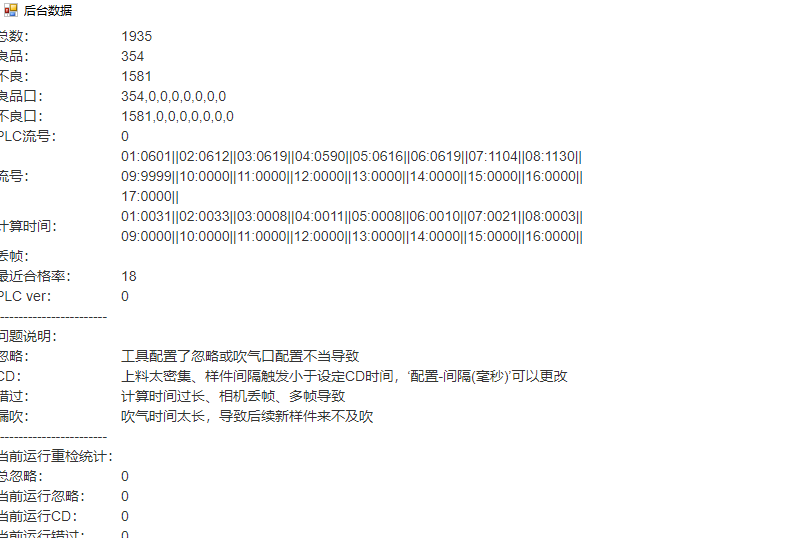 后台数据
总数： 1935
良品： 354
不良： 1581
良品口： 354,0,0,0,0,0,0,0
不良口： 1581,0,0,0,0,0,0,0
PLC流号： 0
流号： 01:0601||02:0612||03:0619||04:0590||05:0616||06:0619||07:1104||08:1130||
09:9999||10:0000||11:0000||12:0000||13:0000||14:0000||15:0000||16:0000||
17:0000||
计算时间： 01:0031||02:0033||03:0008||04:0011||05:0008||06:0010||07:0021||08:0003||
09:0000||10:0000||11:0000||12:0000||13:0000||14:0000||15:0000||16:0000||
丢帧：
最近合格率： 18
PLC ver： 0
-----------------------
问题说明：
忽略： 工具配置了忽略或吹气口配置不当导致
CD： 上料太密集、样件间隔触发小于设定CD时间，'配置-间隔(毫秒)'可以更改
错过： 计算时间过长、相机丢帧、多帧导致
漏吹： 吹气时间太长，导致后续新样件来不及吹
-----------------------
当前运行重检统计：
总忽略： 0
当前运行忽略： 0
当前运行CD： 0
当前运行错过： 0